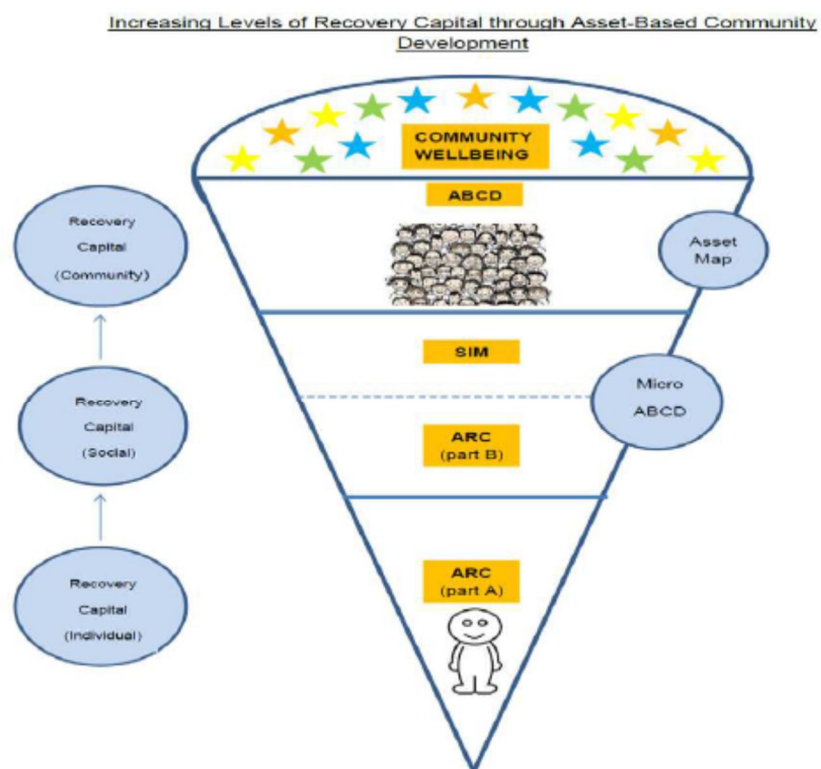 Increasing Levels of Recovery Capital through Asset-Based Community
Development
COMMUNITY
WELLBEING
ABCD
Recovery
Capital
(Community)
Asset
Map
SIM
Recovery
Capital
(Social)
Micro
ABCD
ARC
(part B)
ARC
(part A)
Recovery
Capital
(Individual)